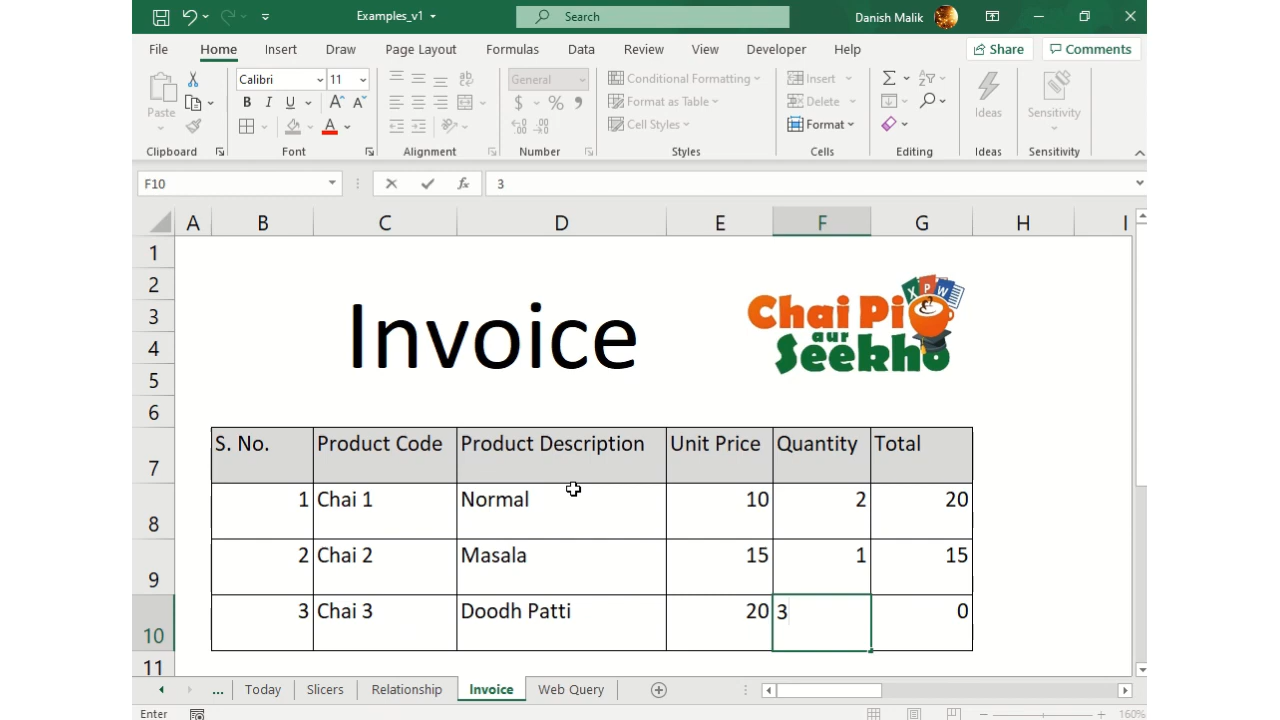 Examples_v1
Search
Danish Malik
File Home Insert Draw Page Layout Formulas Data Review View Developer Help Share Comments
Paste
Calibri 11
B I U A A
A
ab
General
$ % 9
Conditional Formatting
Format as Table
Cell Styles
Insert
Delete
Format
Ideas
Sensitivity
Clipboard Font Alignment Number Styles Cells Editing Ideas Sensitivity
F10 fx 3
A B C D E F G H I
1
2
3
4
5
6
7
8
9
10
11
Invoice
X P W
Chai Pio
aur
Seekho
S. No. Product Code Product Description Unit Price Quantity Total
1 Chai 1 Normal 10 2 20
2 Chai 2 Masala 15 1 15
3 Chai 3 Doodh Patti 20 3 0
... Today Slicers Relationship Invoice Web Query
Enter 160%